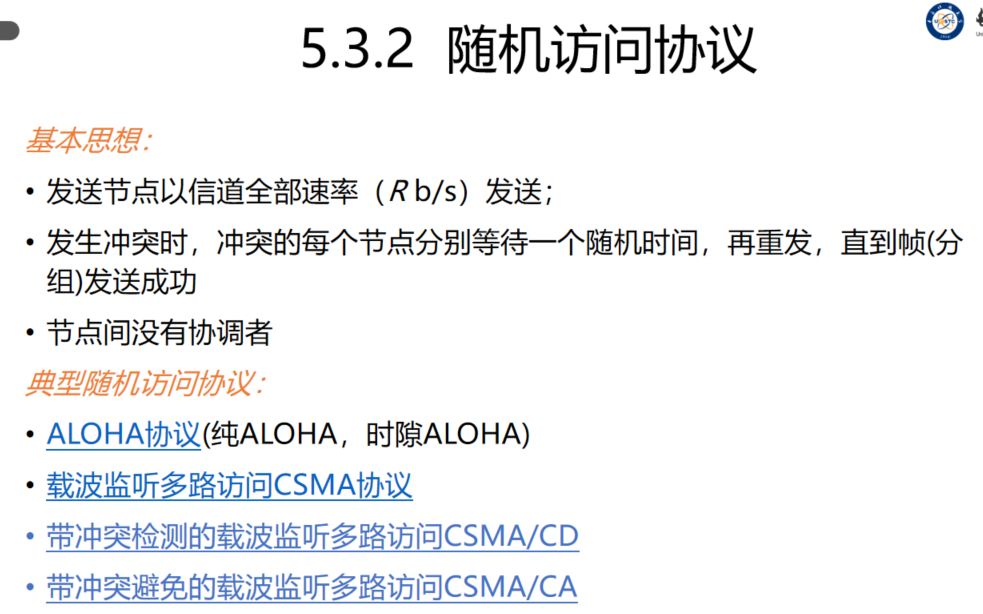 5.3.2 随机访问协议
基本思想：
• 发送节点以信道全部速率（R b/s）发送；
• 发生冲突时，冲突的每个节点分别等待一个随机时间，再重发，直到帧(分
组)发送成功
• 节点间没有协调者
典型随机访问协议：
• ALOHA协议(纯ALOHA，时隙ALOHA)
• 载波监听多路访问CSMA协议
• 带冲突检测的载波监听多路访问CSMA/CD
• 带冲突避免的载波监听多路访问CSMA/CA